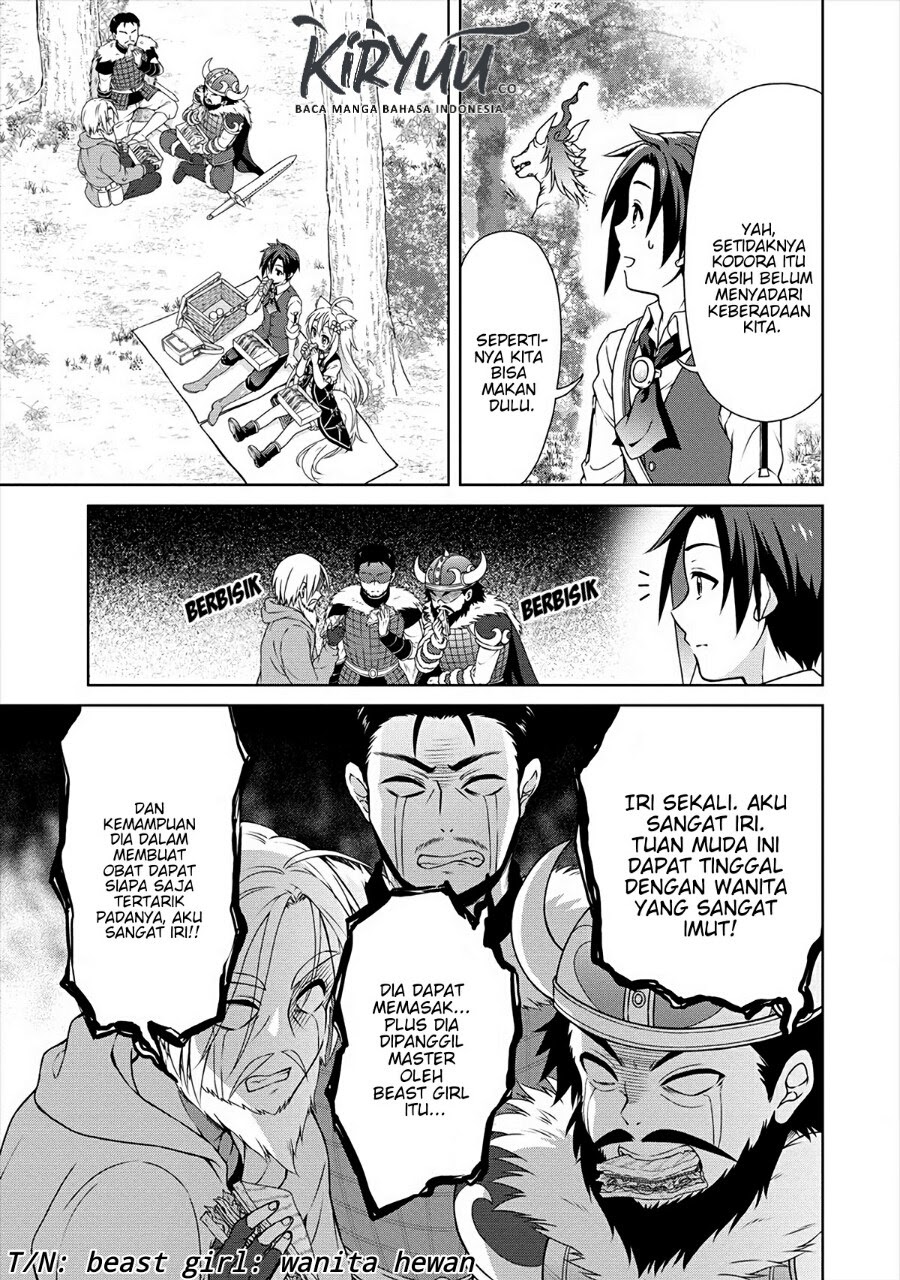 KIRYUU.CO
BACA MANGA BAHASA INDONESIA
YAH,
SETIDAKNYA
KODORA ITU
MASIH BELUM
MENYADARI
KEBERADAAN
KITA.
SEPERTI-
NYA KITA
BISA
MAKAN
DULU.
BERBISIK
BERBISIK
IRI SEKALI. AKU
SANGAT IRI.
TUAN MUDA INI
DAPAT TINGGAL
DENGAN WANITA
YANG SANGAT
IMUT!
DIA DAPAT
MEMASAK...
PLUS DIA
DIPANGGIL
MASTER
OLEH
BEAST GIRL
ITU...
DAN
KEMAMPUAN
DIA DALAM
MEMBUAT
OBAT DAPAT
SIAPA SAJA
TERTARIK
PADANYA, AKU
SANGAT IRI!!
T/N: beast girl: wanita hewan